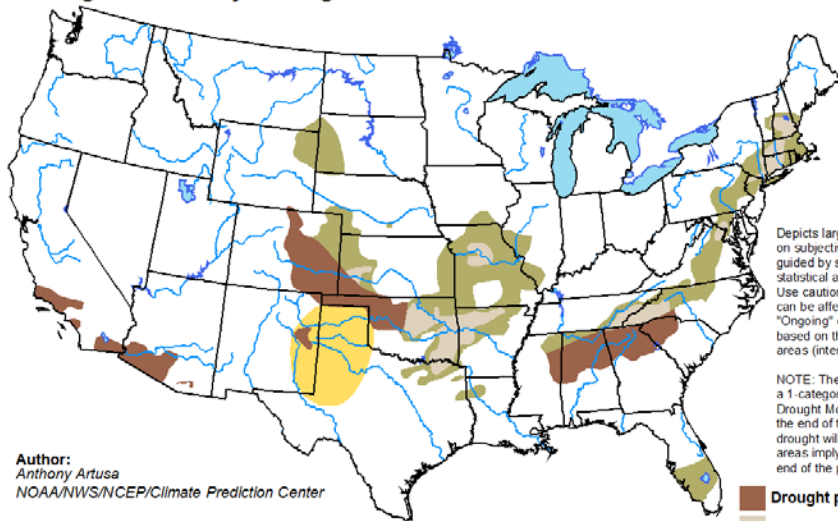 Depicts larg
on subjectiv
guided by s
statistical a
Use cautio
can be affe
"Ongoing"
based on th
areas (inte
NOTE: The
a 1-categor
Drought Mo
the end of t
drought will
areas imply
end of the p
Author:
Anthony Artusa
NOAA/NWS/NCEP/Climate Prediction Center
Drought p